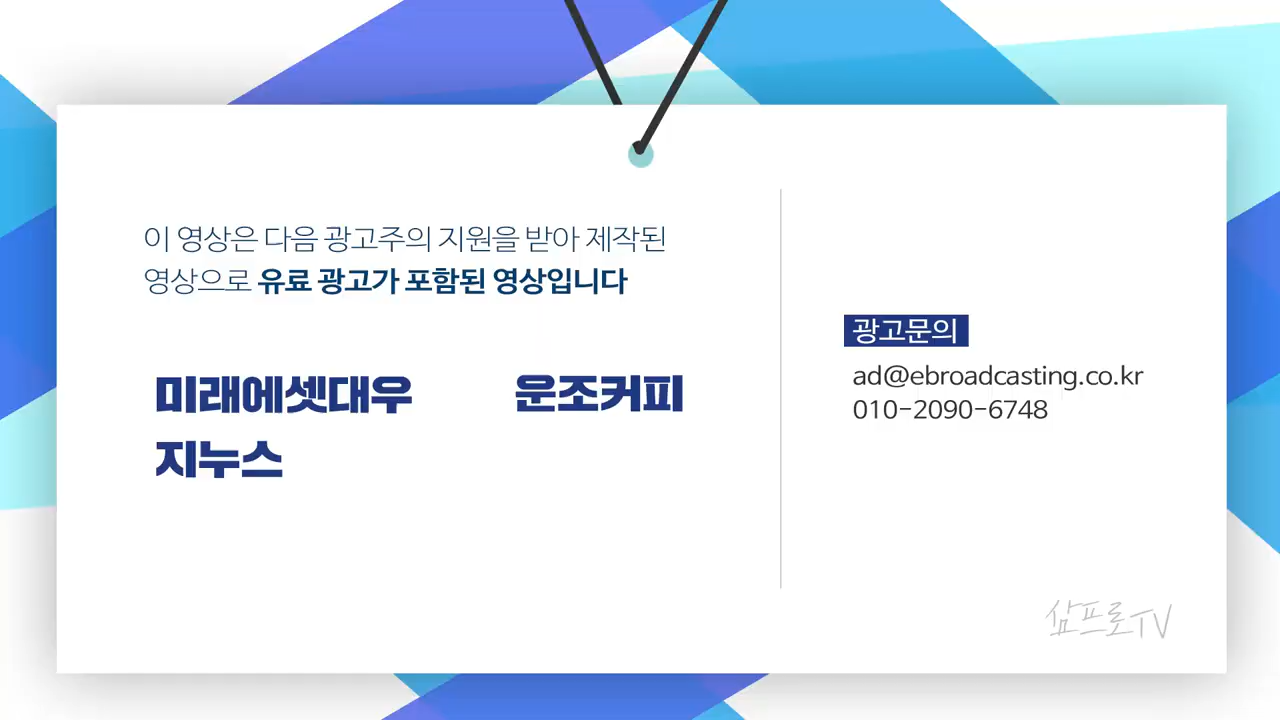 이 영상은 다음 광고주의 지원을 받아 제작된
영상으로 유료 광고가 포함된 영상입니다
미래에셋대우 운조커피
지누스
광고문의
ad@ebroadcasting.co.kr
010-2090-6748
삼프로TV